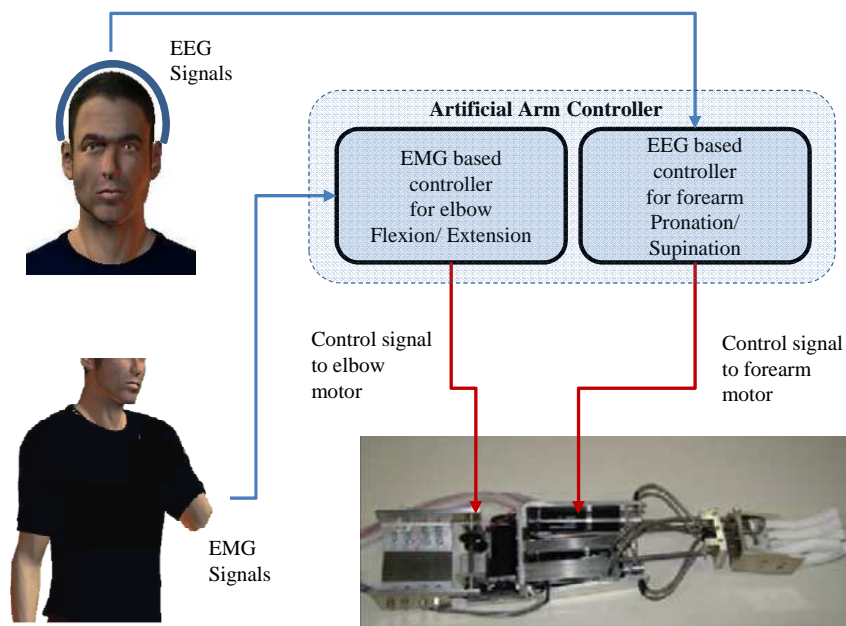 EEG
Signals
Artificial Arm Controller
EMG based
controller
for elbow
Flexion/ Extension
EEG based
controller
for forearm
Pronation/
Supination
Control signal
to elbow
motor
Control signal
to forearm
motor
EMG
Signals